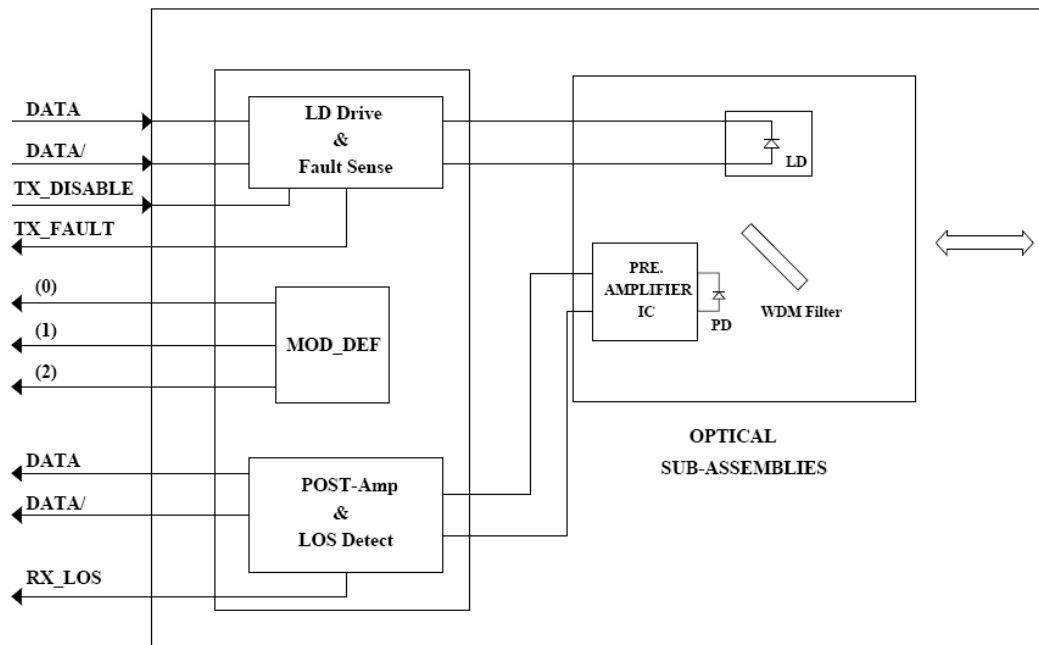 DATA
DATA/
TX_DISABLE
TX_FAULT
(0)
(1)
(2)
DATA
DATA/
RX_LOS
LD Drive
&
Fault Sense
MOD_DEF
POST-Amp
&
LOS Detect
LD
PRE.
AMPLIFIER
IC
PD
WDM Filter
OPTICAL
SUB-ASSEMBLIES